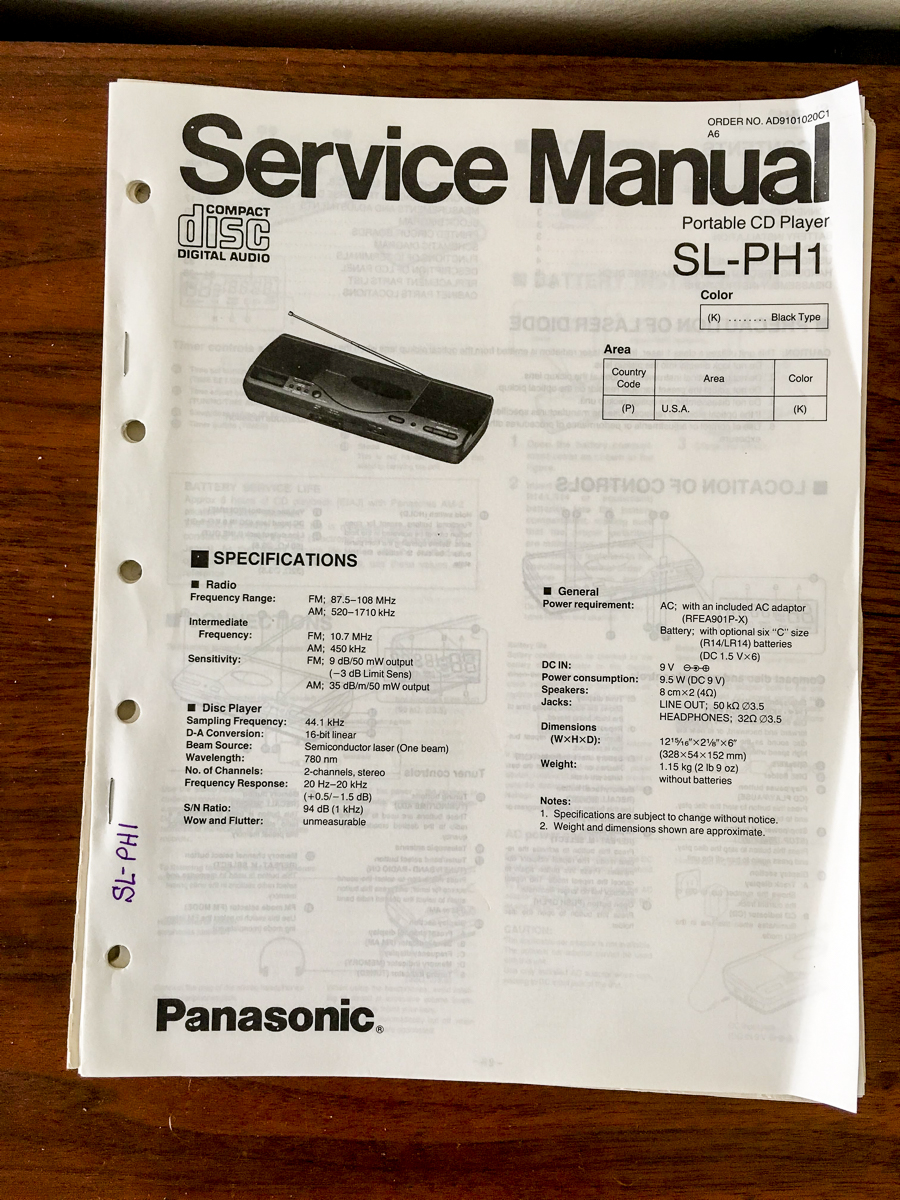 ORDER NO. AD9101020C1
A6
Service Manual
COMPACT
disc
DIGITAL AUDIO
Portable CD Player
SL-PH1
Color
(K) ........ Black Type
Area
Country Code Area Color
(P) U.S.A. (K)
■ SPECIFICATIONS
■ Radio
Frequency Range: FM; 87.5–108 MHz
AM; 520–1710 kHz
Intermediate
Frequency: FM; 10.7 MHz
AM; 450 kHz
Sensitivity: FM; 9 dB/50 mW output
(−3 dB Limit Sens)
AM; 35 dB/m/50 mW output
■ Disc Player
Sampling Frequency: 44.1 kHz
D-A Conversion: 16-bit linear
Beam Source: Semiconductor laser (One beam)
Wavelength: 780 nm
No. of Channels: 2-channels, stereo
Frequency Response: 20 Hz–20 kHz
(+0.5/−1.5 dB)
S/N Ratio: 94 dB (1 kHz)
Wow and Flutter: unmeasurable
■ General
Power requirement: AC; with an included AC adaptor
(RFEA901P-X)
Battery; with optional six "C" size
(R14/LR14) batteries
(DC 1.5 V×6)
DC IN: 9 V
Power consumption: 9.5 W (DC 9 V)
Speakers: 8 cm×2 (4Ω)
Jacks: LINE OUT; 50 kΩ ∅3.5
HEADPHONES; 32Ω ∅3.5
Dimensions
(W×H×D): 12¹⁵⁄₁₆"×2⅛"×6"
(328×54×152 mm)
Weight: 1.15 kg (2 lb 9 oz)
without batteries
Notes:
1. Specifications are subject to change without notice.
2. Weight and dimensions shown are approximate.
SL-PH1
Panasonic®